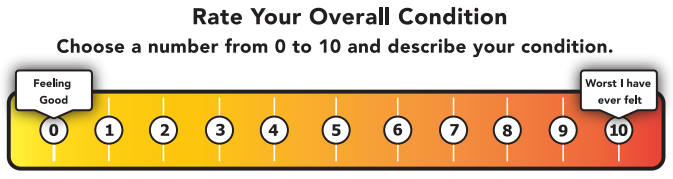 Rate Your Overall Condition
Choose a number from 0 to 10 and describe your condition.
Feeling
Good
Worst I have
ever felt
0 1 2 3 4 5 6 7 8 9 10